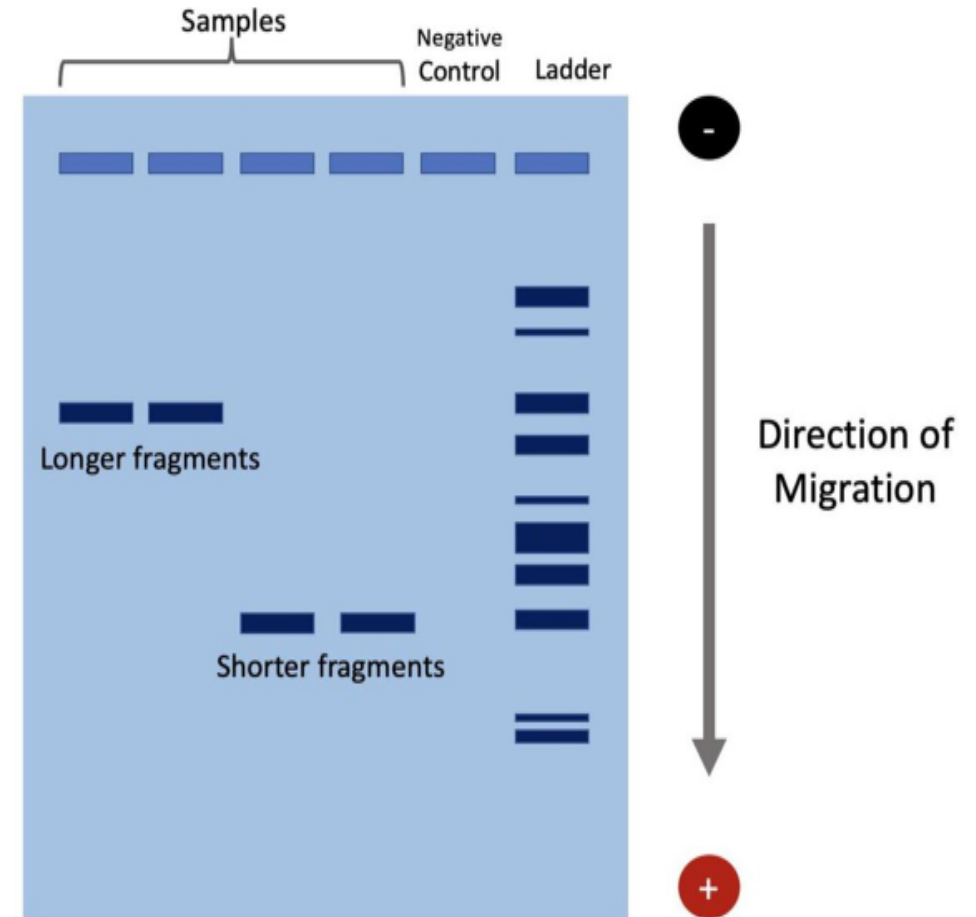 Samples
Negative
Control
Ladder
-
Longer fragments
Direction of
Migration
Shorter fragments
+